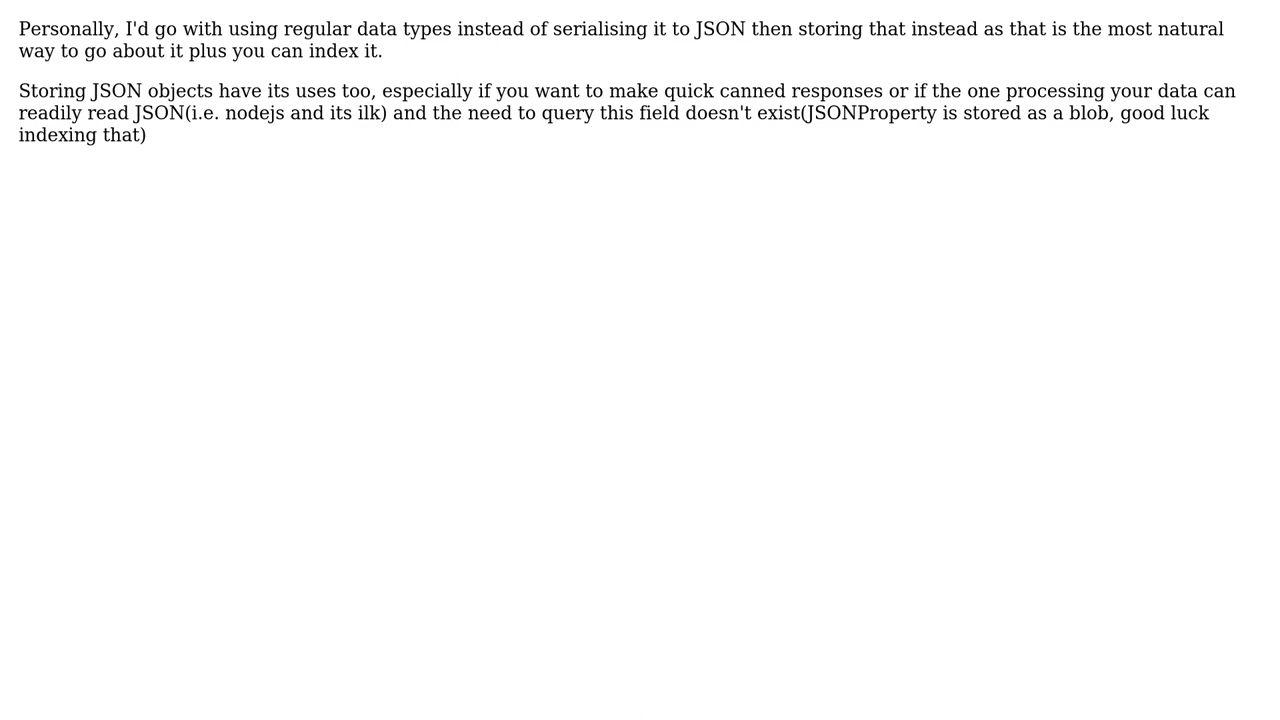 Personally, I'd go with using regular data types instead of serialising it to JSON then storing that instead as that is the most natural
way to go about it plus you can index it.
Storing JSON objects have its uses too, especially if you want to make quick canned responses or if the one processing your data can
readily read JSON(i.e. nodejs and its ilk) and the need to query this field doesn't exist(JSONProperty is stored as a blob, good luck
indexing that)